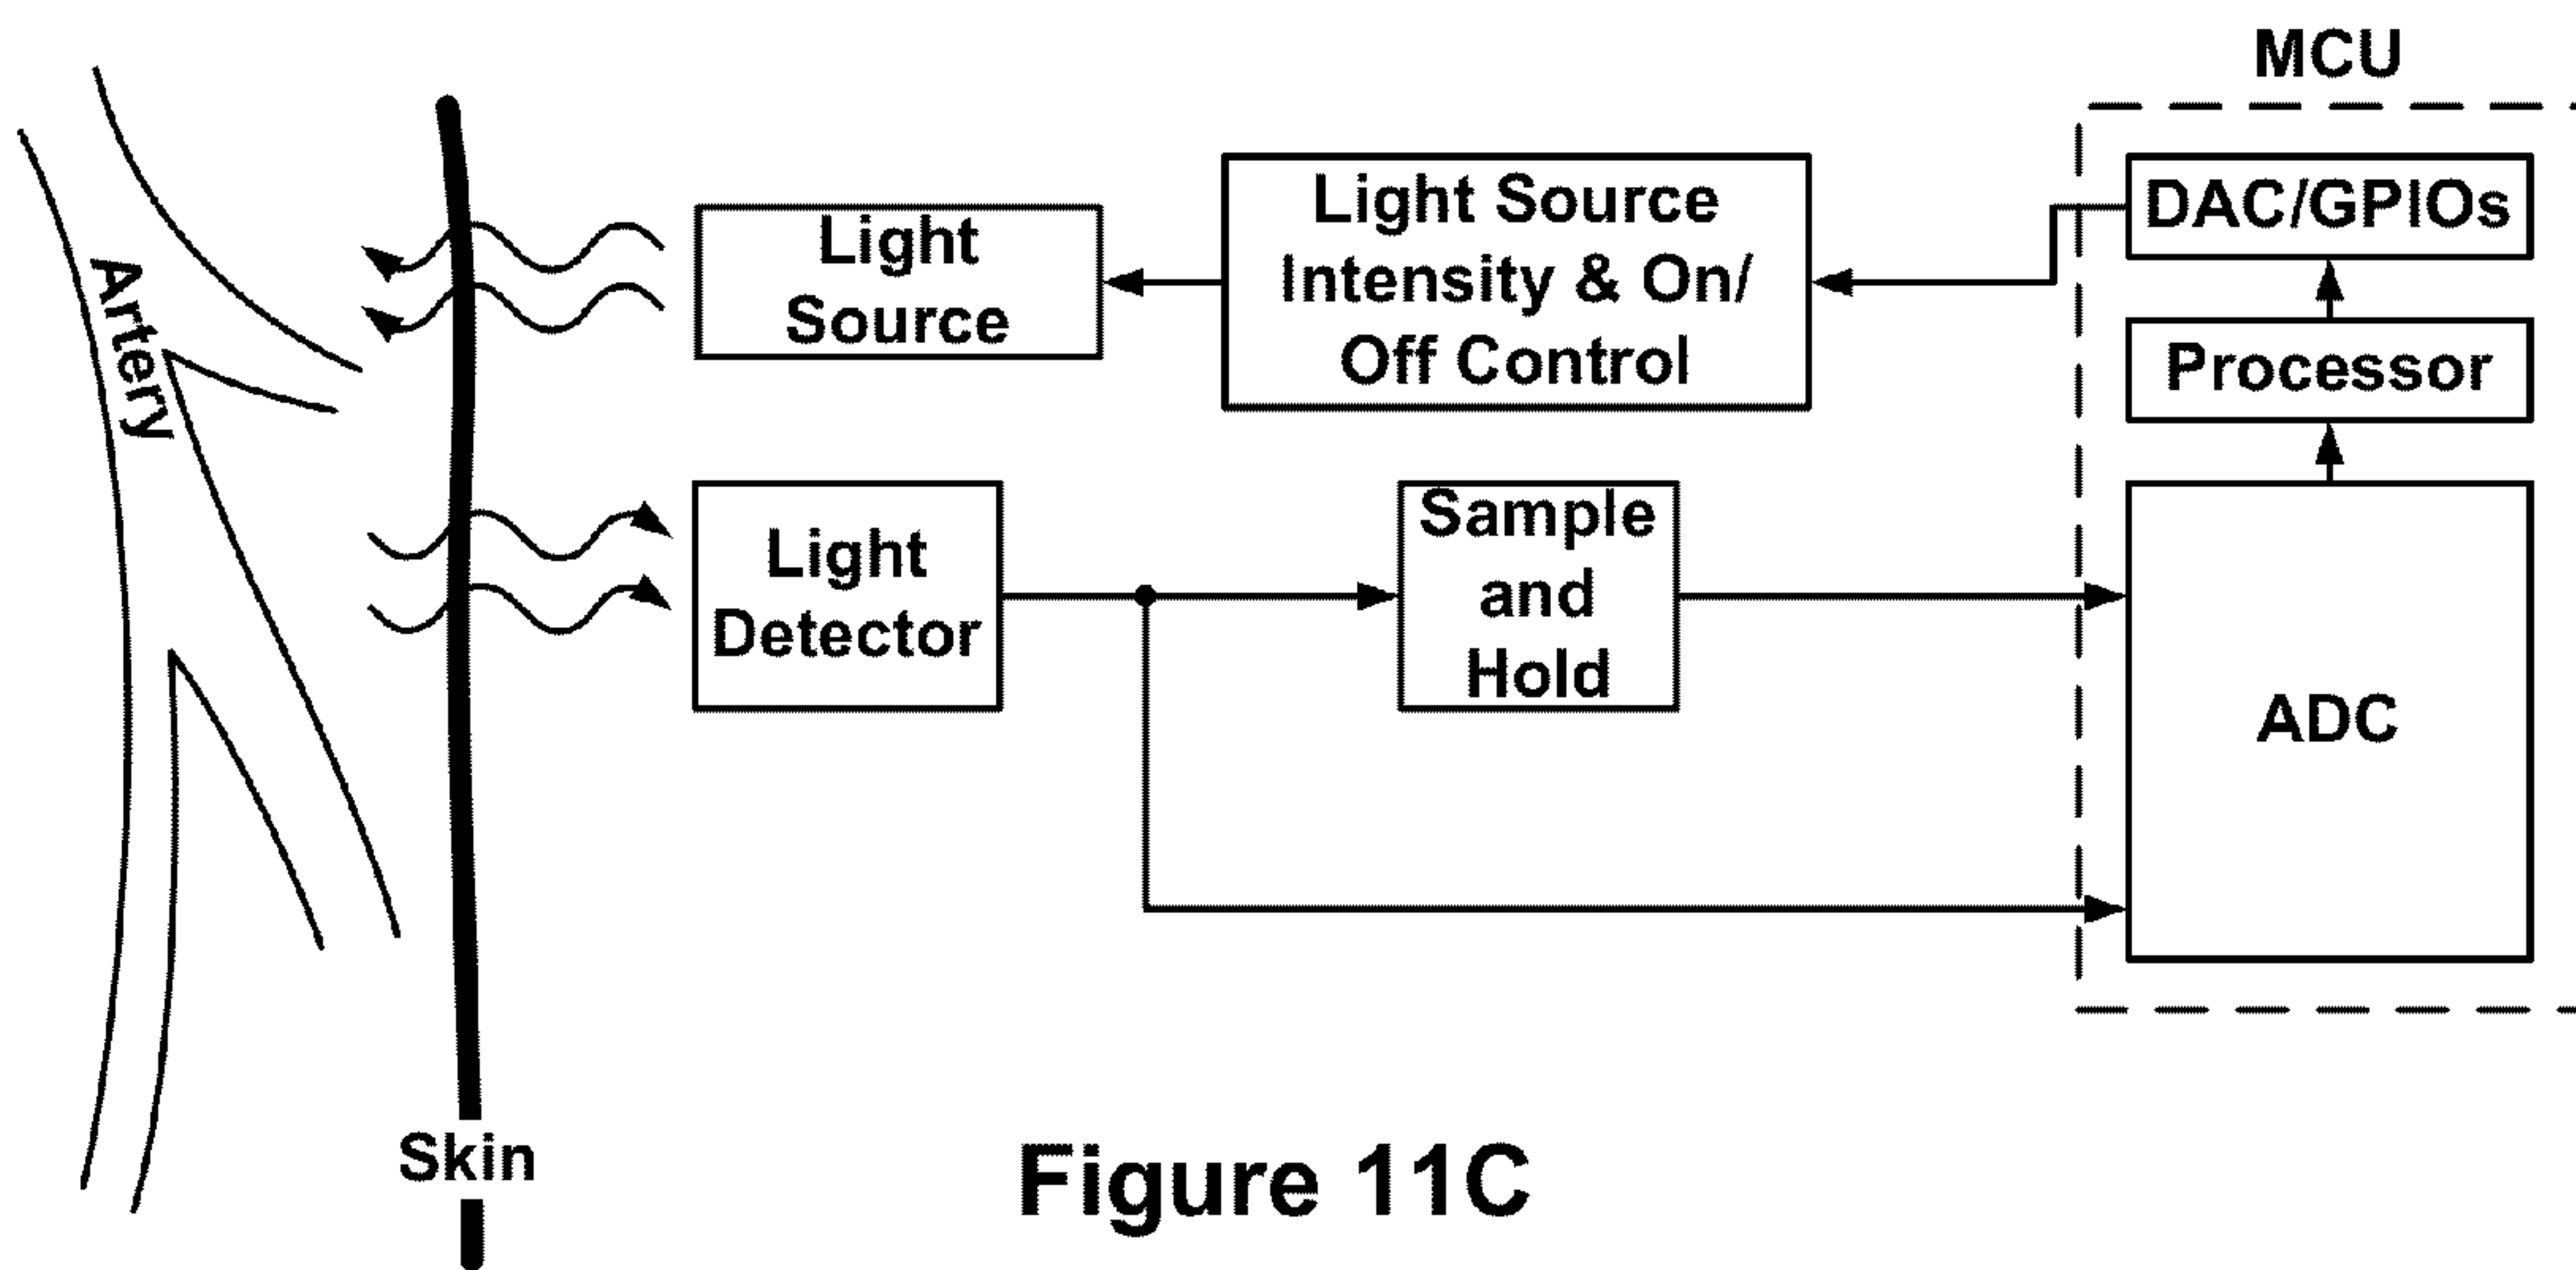 MCU
Artery
Light
Source
Light Source
Intensity & On/
Off Control
DAC/GPIOs
Processor
Light
Detector
Sample
and
Hold
ADC
Skin
Figure 11C